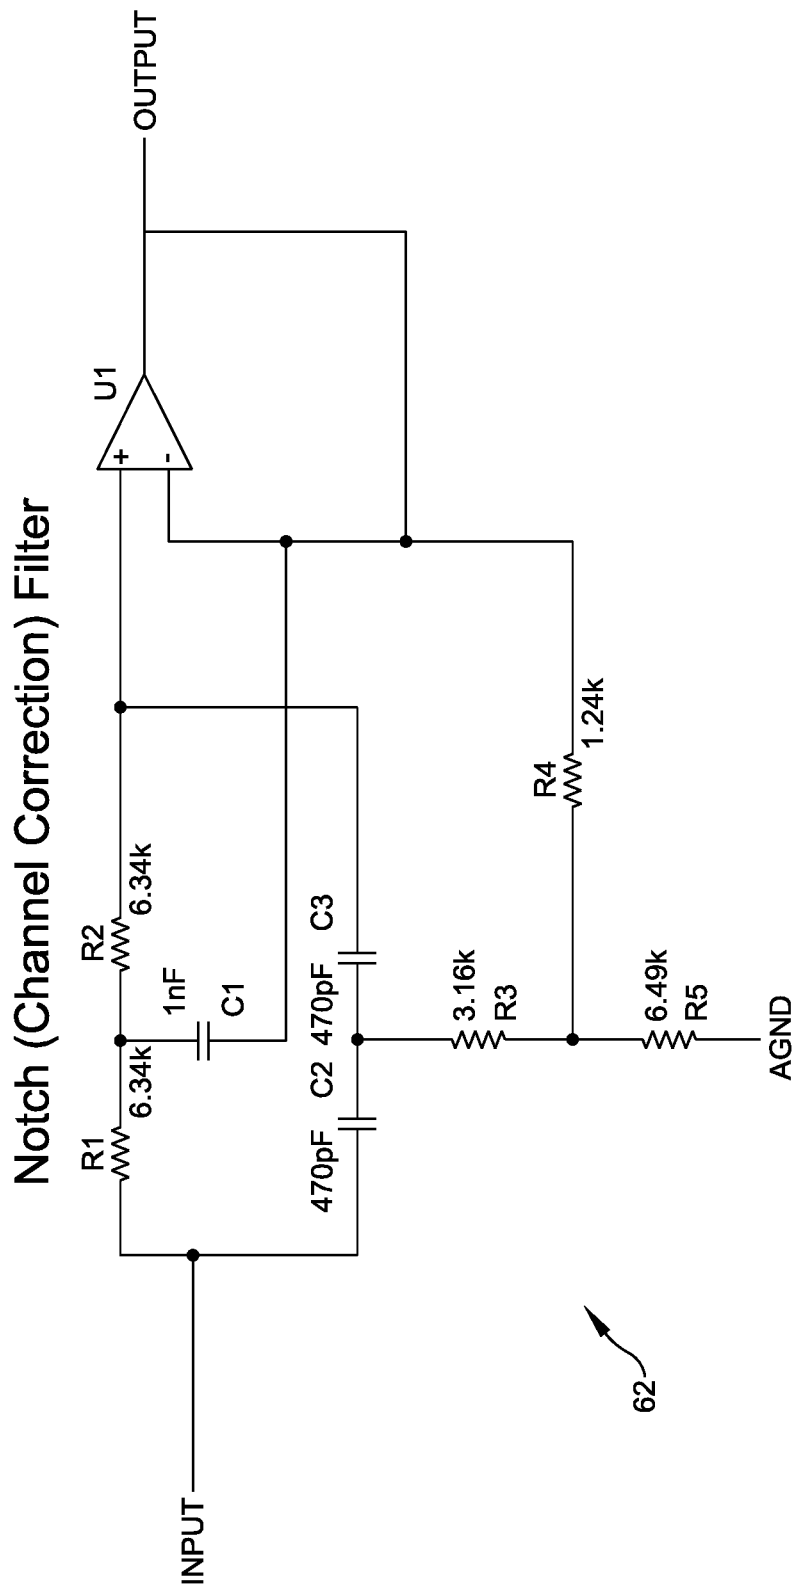 Notch (Channel Correction) Filter
U1
+
-
OUTPUT
R1
6.34k
R2
6.34k
1nF
C1
INPUT
470pF
C2
470pF
C3
3.16k
R3
R4
1.24k
6.49k
R5
AGND
62